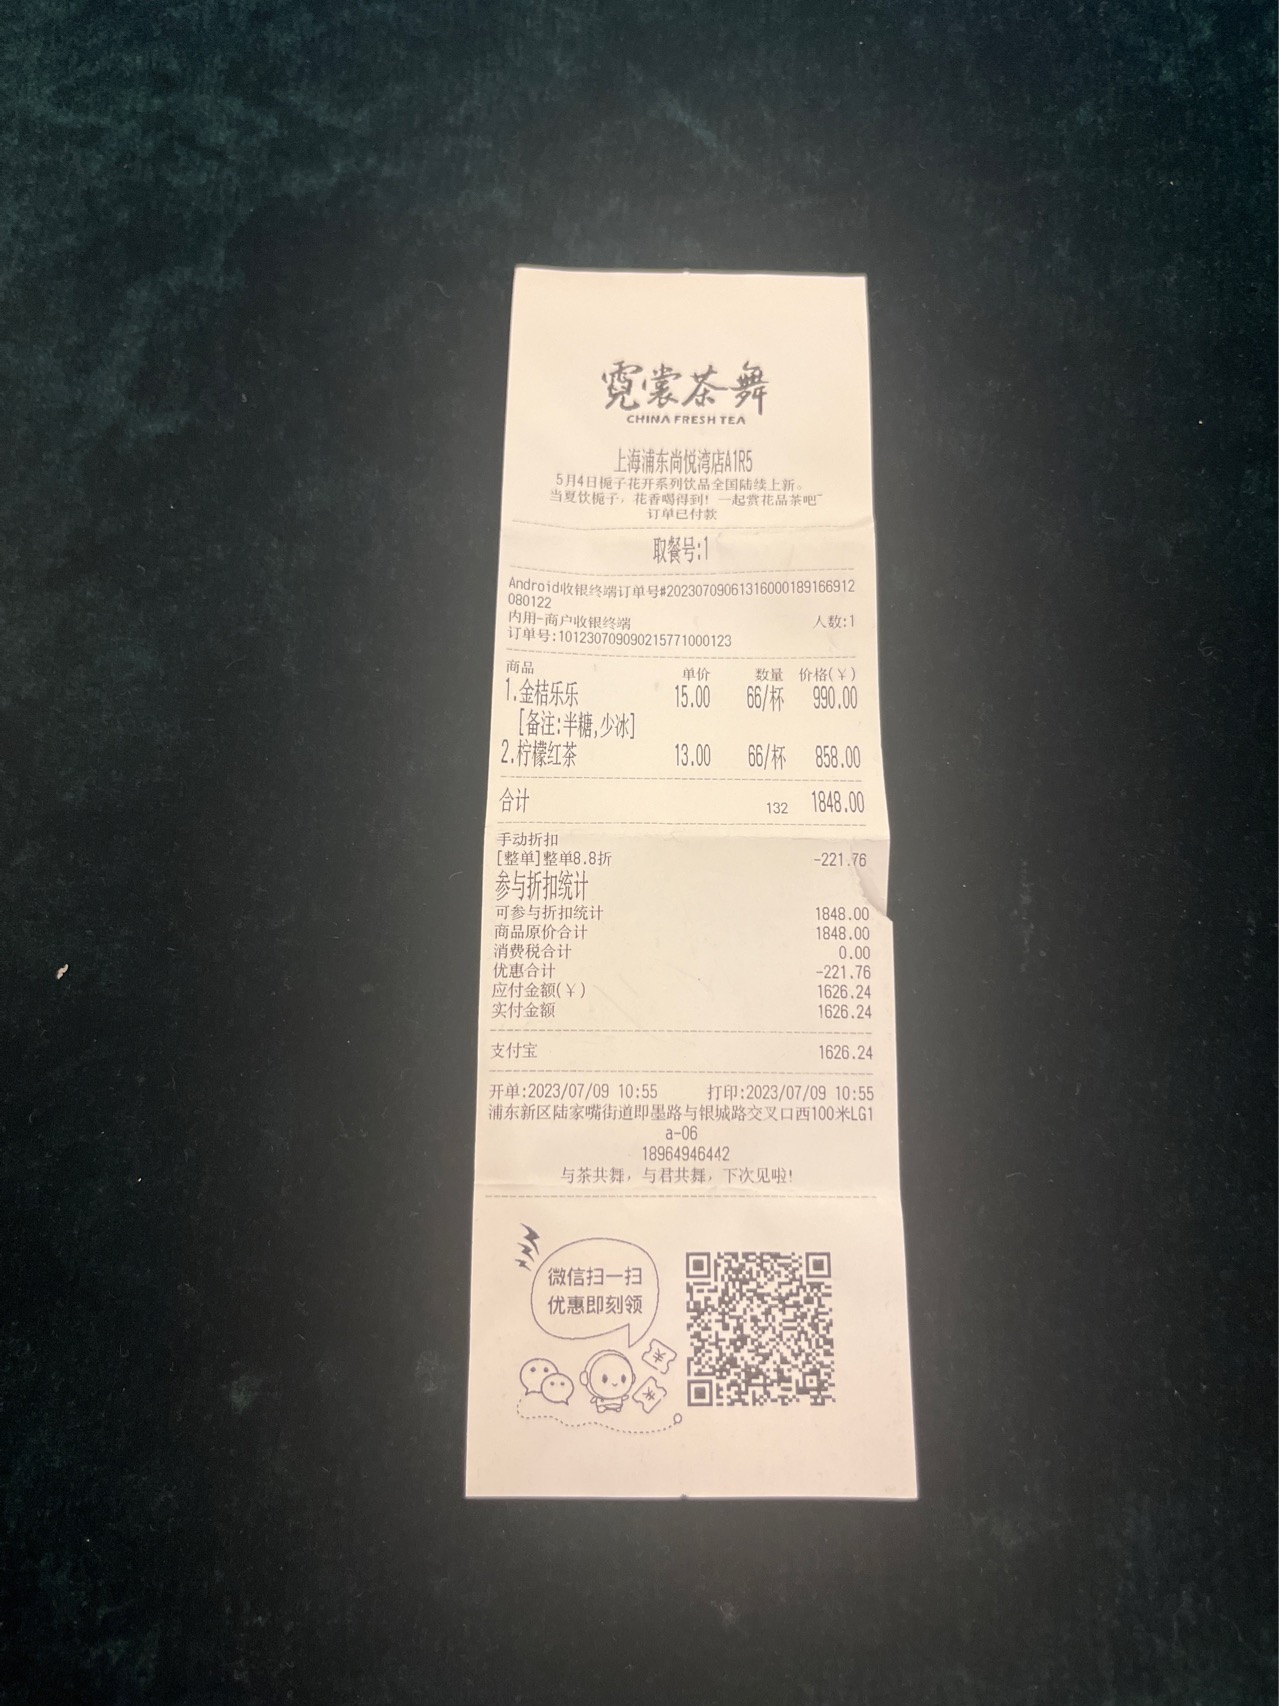 霓裳茶舞
CHINA FRESH TEA
上海浦东尚悦湾店A1R5
5月4日栀子花开系列饮品全国陆续上新。
当夏饮栀子，花香喝得到！一起赏花品茶吧~
订单已付款
取餐号:1
Android收银终端订单号#20230709061316000189166912
080122
内用-商户收银终端 人数:1
订单号:101230709090215771000123
商品 单价 数量 价格(￥)
1.金桔乐乐 15.00 66/杯 990.00
[备注:半糖,少冰]
2.柠檬红茶 13.00 66/杯 858.00
合计 132 1848.00
手动折扣
[整单]整单8.8折 -221.76
参与折扣统计
可参与折扣统计 1848.00
商品原价合计 1848.00
消费税合计 0.00
优惠合计 -221.76
应付金额(￥) 1626.24
实付金额 1626.24
支付宝 1626.24
开单:2023/07/09 10:55 打印:2023/07/09 10:55
浦东新区陆家嘴街道即墨路与银城路交叉口西100米LG1
a-06
18964946442
与茶共舞，与君共舞，下次见啦!
微信扫一扫
优惠即刻领